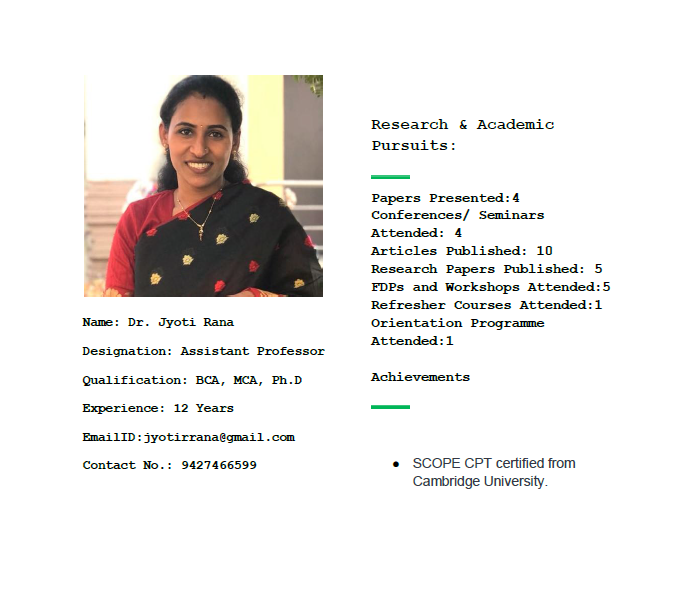 Name: Dr. Jyoti Rana
Designation: Assistant Professor
Qualification: BCA, MCA, Ph.D
Experience: 12 Years
EmailID:jyotirrana@gmail.com
Contact No.: 9427466599
Research & Academic
Pursuits:
Papers Presented:4
Conferences/ Seminars
Attended: 4
Articles Published: 10
Research Papers Published: 5
FDPs and Workshops Attended:5
Refresher Courses Attended:1
Orientation Programme
Attended:1
Achievements
● SCOPE CPT certified from
Cambridge University.